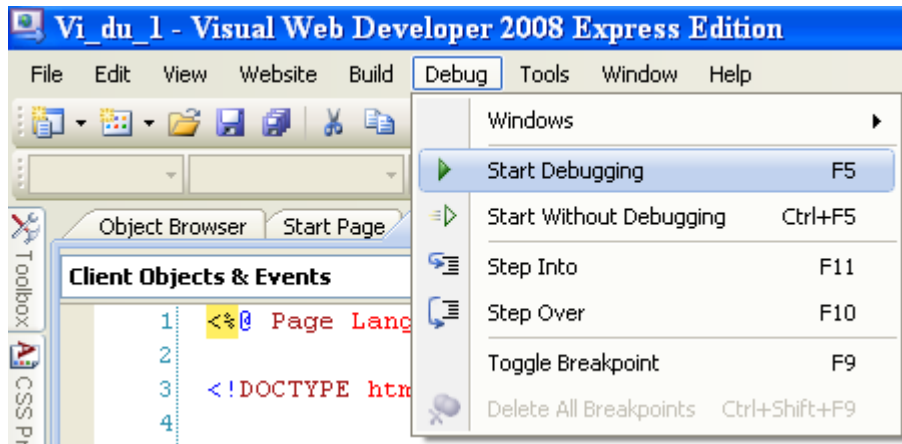 Vi_du_1 - Visual Web Developer 2008 Express Edition
File Edit View Website Build Debug Tools Window Help
Windows
Start Debugging F5
Start Without Debugging Ctrl+F5
Step Into F11
Step Over F10
Toggle Breakpoint F9
Delete All Breakpoints Ctrl+Shift+F9
Object Browser Start Page
Client Objects & Events
1 <%@ Page Lang
2
3 <!DOCTYPE htm
4
Toolbox
CSS Pr